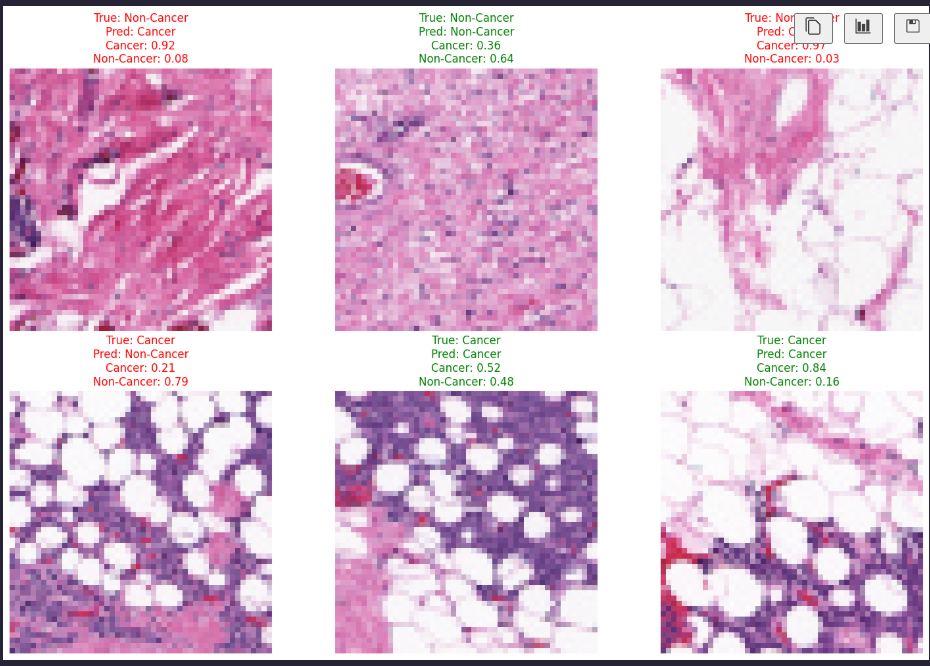 True: Non-Cancer
Pred: Cancer
Cancer: 0.92
Non-Cancer: 0.08
True: Non-Cancer
Pred: Non-Cancer
Cancer: 0.36
Non-Cancer: 0.64
True:
Pred:
Cancer: 0.97
Non-Cancer: 0.03
True: Cancer
Pred: Non-Cancer
Cancer: 0.21
Non-Cancer: 0.79
True: Cancer
Pred: Cancer
Cancer: 0.52
Non-Cancer: 0.48
True: Cancer
Pred: Cancer
Cancer: 0.84
Non-Cancer: 0.16